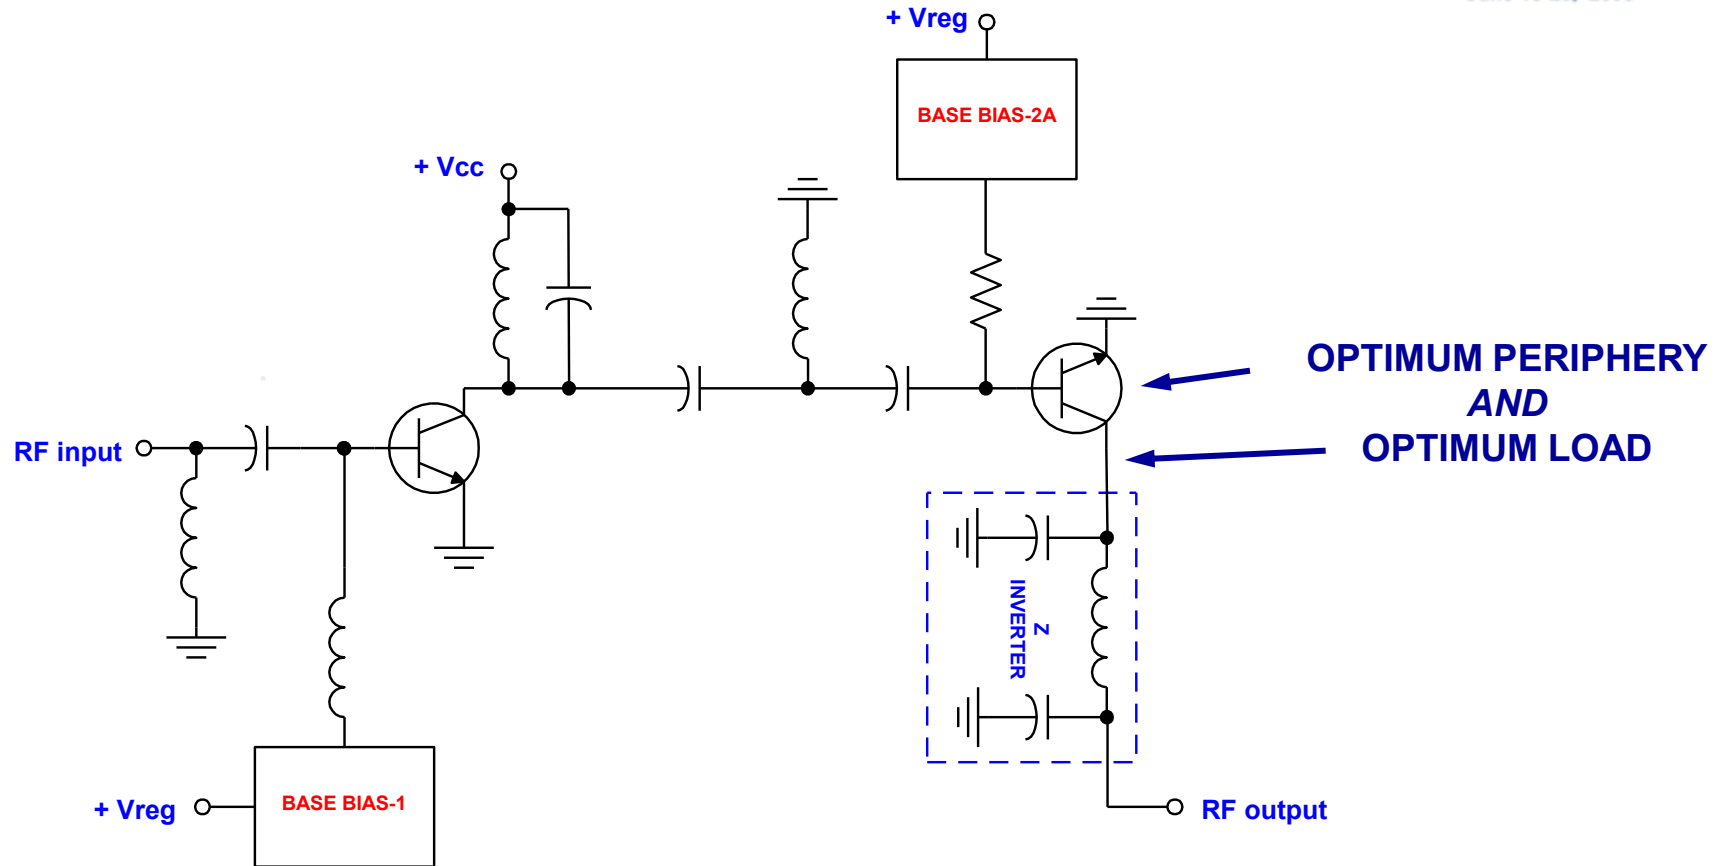 + Vreg
BASE BIAS-2A
+ Vcc
OPTIMUM PERIPHERY
AND
OPTIMUM LOAD
RF input
Z
INVERTER
+ Vreg
BASE BIAS-1
RF output